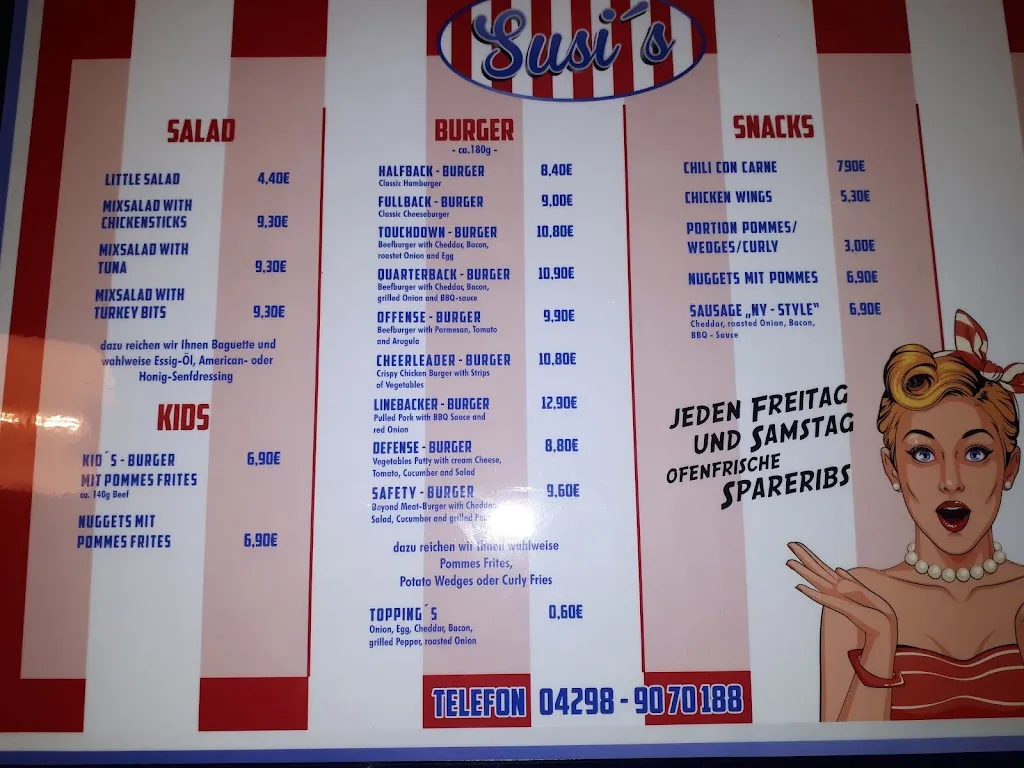 Susi´s
SALAD
LITTLE SALAD 4,40€
MIXSALAD WITH
CHICKENSTICKS 9,30€
MIXSALAD WITH
TUNA 9,30€
MIXSALAD WITH
TURKEY BITS 9,30€
dazu reichen wir Ihnen Baguette und
wahlweise Essig-Öl, American- oder
Honig-Senfdressing
KIDS
KID´S - BURGER 6,90€
MIT POMMES FRITES
ca. 140g Beef
NUGGETS MIT
POMMES FRITES 6,90€
BURGER
- ca.180g -
HALFBACK - BURGER 8,40€
Classic Hamburger
FULLBACK - BURGER 9,00€
Classic Cheeseburger
TOUCHDOWN - BURGER 10,80€
Beefburger with Cheddar, Bacon,
roastet Onion and Egg
QUARTERBACK - BURGER 10,90€
Beefburger with Cheddar, Bacon,
grilled Onion and BBQ-sauce
OFFENSE - BURGER 9,90€
Beefburger with Parmesan, Tomato
and Arugula
CHEERLEADER - BURGER 10,80€
Crispy Chicken Burger with Strips
of Vegetables
LINEBACKER - BURGER 12,90€
Pulled Pork with BBQ Sauce and
red Onion
DEFENSE - BURGER 8,80€
Vegetables Patty with cream Cheese,
Tomato, Cucumber and Salad
SAFETY - BURGER 9,60€
Beyond Meat-Burger with Cheddar,
Salad, Cucumber and grilled
dazu reichen wir Ihnen wahlweise
Pommes Frites,
Potato Wedges oder Curly Fries
TOPPING´S 0,60€
Onion, Egg, Cheddar, Bacon,
grilled Pepper, roasted Onion
SNACKS
CHILI CON CARNE 7,90€
CHICKEN WINGS 5,30€
PORTION POMMES/
WEDGES/CURLY 3,00€
NUGGETS MIT POMMES 6,90€
SAUSAGE „NY - STYLE“ 6,90€
Cheddar, roasted Onion, Bacon,
BBQ - Sauce
JEDEN FREITAG
UND SAMSTAG
OFENFRISCHE
SPARERIBS
TELEFON 04298 - 90 70 188